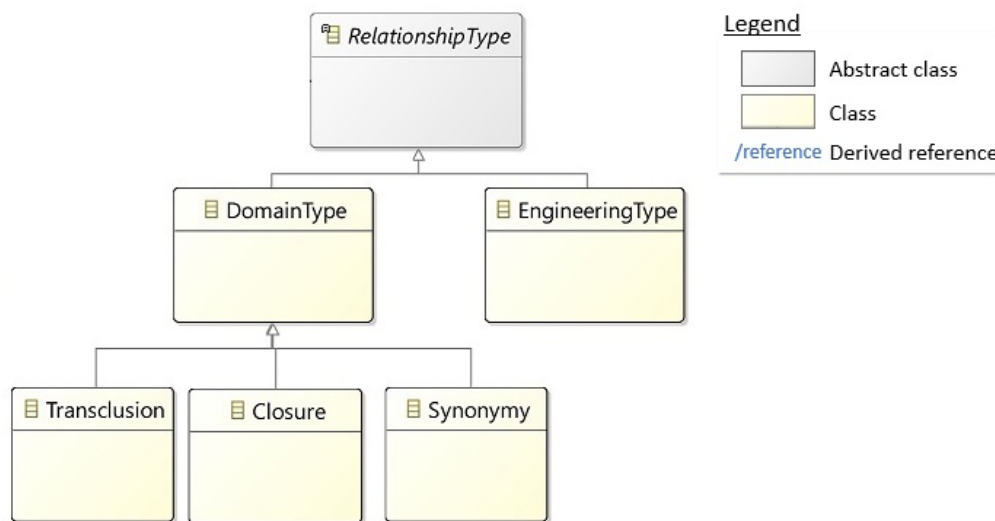 Legend
RelationshipType
Abstract class
Class
/reference Derived reference
DomainType
EngineeringType
Transclusion
Closure
Synonymy